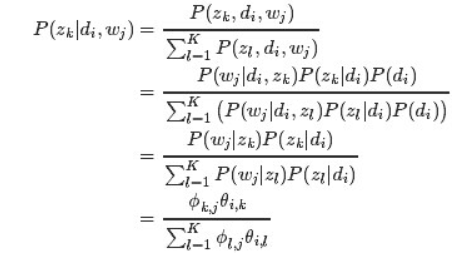 P(z_k|d_i, w_j) = \frac{P(z_k, d_i, w_j)}{\sum_{l-1}^{K} P(z_l, d_i, w_j)}
= \frac{P(w_j|d_i, z_k)P(z_k|d_i)P(d_i)}{\sum_{l-1}^{K} \left(P(w_j|d_i, z_l)P(z_l|d_i)P(d_i)\right)}
= \frac{P(w_j|z_k)P(z_k|d_i)}{\sum_{l-1}^{K} P(w_j|z_l)P(z_l|d_i)}
= \frac{\phi_{k,j}\theta_{i,k}}{\sum_{l-1}^{K} \phi_{l,j}\theta_{i,l}}